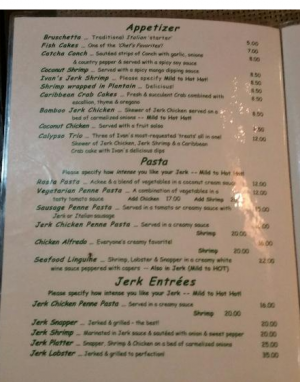 Appetizer
Bruschetta ... Traditional Italian starter
Fish Cakes ... One of the 'Chef's favorites!! 5.00
Catcha Conch ... Sautéed strips of Conch with garlic, onions 7.00
& country pepper & served with a spicy soy sauce 8.00
Coconut Shrimp ... Served with a spicy mango dipping sauce
Ivan's Jerk Shrimp ... Please specify Mild to Hot Hot! 8.50
Shrimp wrapped in Plantain ... Delicious! 8.50
Caribbean Crab Cakes ... Fresh & succulent Crab combined with 6.50
scallion, thyme & oregano 8.50
Bamboo Jerk Chicken ... Skewer of Jerk Chicken served on a
bed of carmelized onions -- Mild to Hot Hot! 8.50
Coconut Chicken ... Served with a fruit salsa
Calypso Trio ... Three of Ivan's most-requested treats! all in one! 12.00
Skewer of Jerk Chicken, Jerk Shrimp & a Caribbean
Crab cake with Ivan's delicious dips
Pasta
Please specify how intense you like your Jerk -- Mild to Hot Hot!
Rasta Pasta ... Ackee & a blend of vegetables in a coconut cream sauce 12.00
Vegetarian Penne Pasta ... A combination of vegetables in a 12.00
tasty tomato sauce Add Chicken 17.00 Add Shrimp
Sausage Penne Pasta ... Served in a tomato or creamy sauce with 15.00
Jerk or Italian sausage
Jerk Chicken Penne Pasta ... Served in a creamy sauce
Shrimp 20.00
Chicken Alfredo ... Everyone's creamy favorite!
Shrimp 20.00
Seafood Linguine ... Shrimp, Lobster & Snapper in a creamy white 22.00
wine sauce peppered with capers -- Also in Jerk (Mild to HOT)
Jerk Entrées
Please specify how intense you like your Jerk -- Mild to Hot Hot!
Jerk Chicken Penne Pasta ... Served in a creamy sauce 16.00
Shrimp 20.00
Jerk Snapper ... Jerked & grilled - the best! 20.00
Jerk Shrimp ... Marinated in Jerk sauce & sautéed with onion & sweet pepper 20.00
Jerk Platter ... Snapper, Shrimp & Chicken on a bed of carmelized onions 25.00
Jerk Lobster ... Jerked & grilled to perfection! 35.00